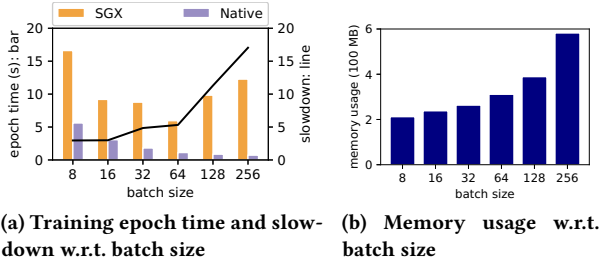 SGX Native
epoch time (s): bar
20
15
10
5
0
8 16 32 64 128 256
batch size
20
15
10
5
0
slowdown: line
(a) Training epoch time and slow-
down w.r.t. batch size
memory usage (100 MB)
6
4
2
0
8 16 32 64 128 256
batch size
(b) Memory usage w.r.t.
batch size